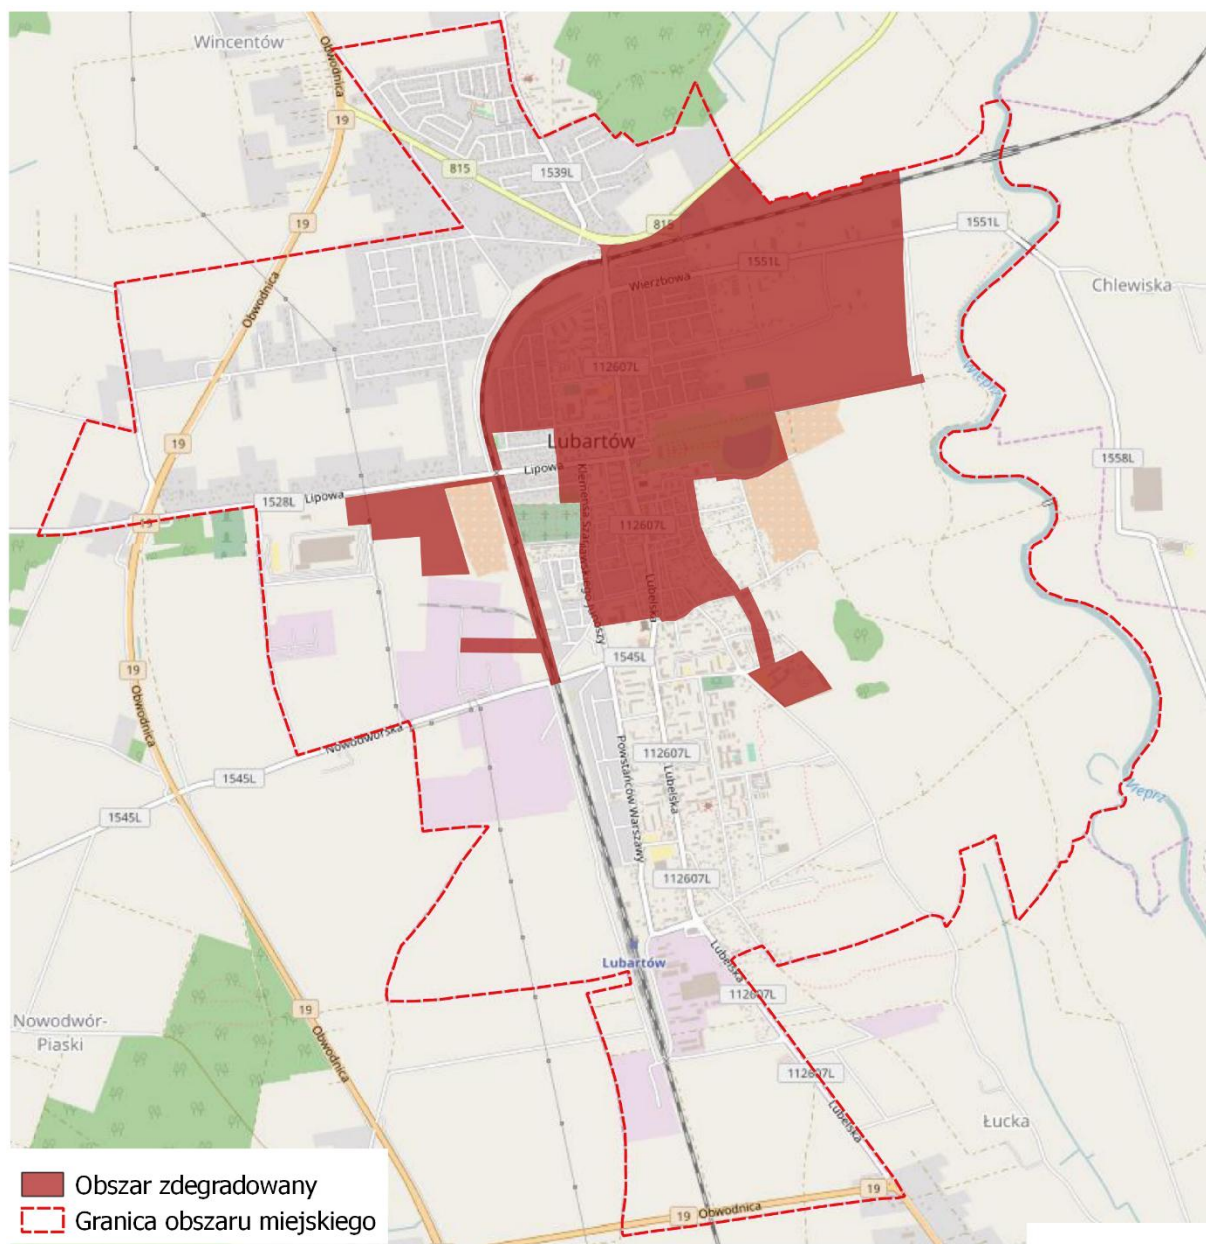 Wincentów
Obwodnica
19
815
1539L
19
815
1551L
1551L
Wierzbowa
Chlewiska
Obwodnica
112607L
Wieprz
19
Lubartów
Lipowa
1558L
Lipowa
1528L
19
112607L
Lubelska
1545L
19
Obwodnica
Nowodworska
1545L
1545L
112607L
Powstańców Warszawy
Lubelska
Wieprz
112607L
Lubartów
Lubelska
112607L
19
Nowodwór-
Piaski
Obwodnica
112607L
Lubelska
Łucka
19
19
Obwodnica
Obszar zdegradowany
Granica obszaru miejskiego